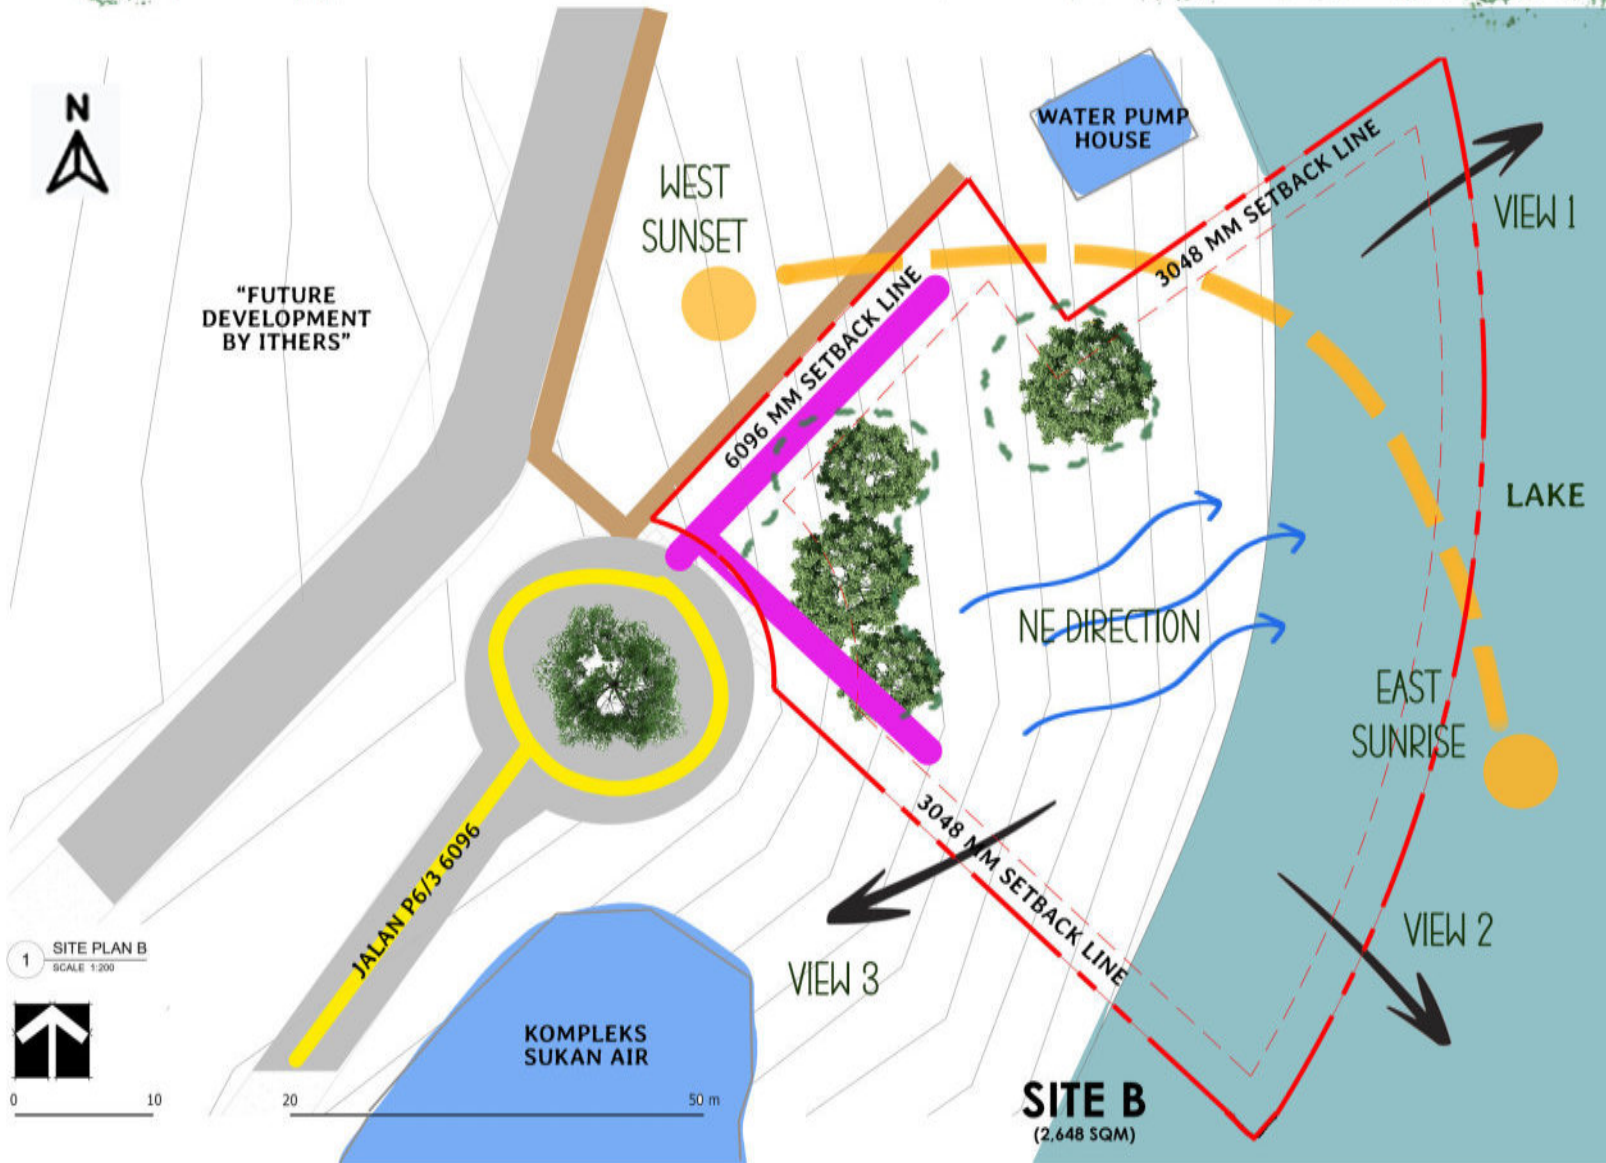 N
WATER PUMP
HOUSE
WEST
SUNSET
3048 MM SETBACK LINE
VIEW 1
"FUTURE
DEVELOPMENT
BY ITHERS"
6096 MM SETBACK LINE
LAKE
NE DIRECTION
EAST
SUNRISE
3048 MM SETBACK LINE
JALAN P6/3 6096
VIEW 2
VIEW 3
1
SITE PLAN B
SCALE 1:200
KOMPLEKS
SUKAN AIR
0 10 20 50 m
SITE B
(2,648 SQM)